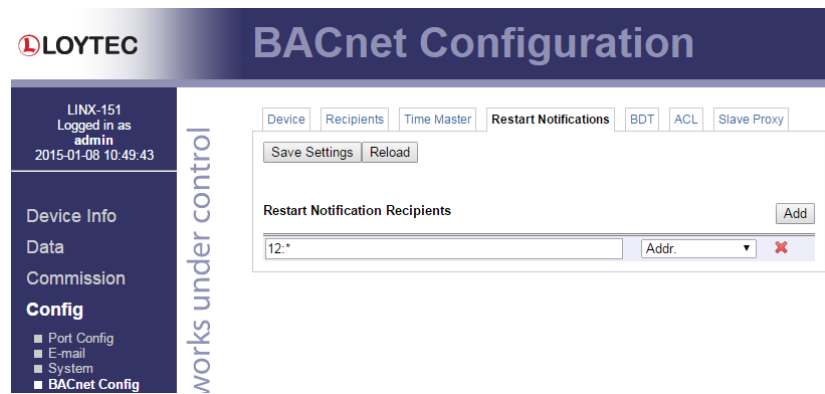 LOYTEC
BACnet Configuration
LINX-151
Logged in as
admin
2015-01-08 10:49:43
Device Info
Data
Commission
Config
Port Config
E-mail
System
BACnet Config
works under control
Device Recipients Time Master Restart Notifications BDT ACL Slave Proxy
Save Settings Reload
Restart Notification Recipients Add
12:* Addr.